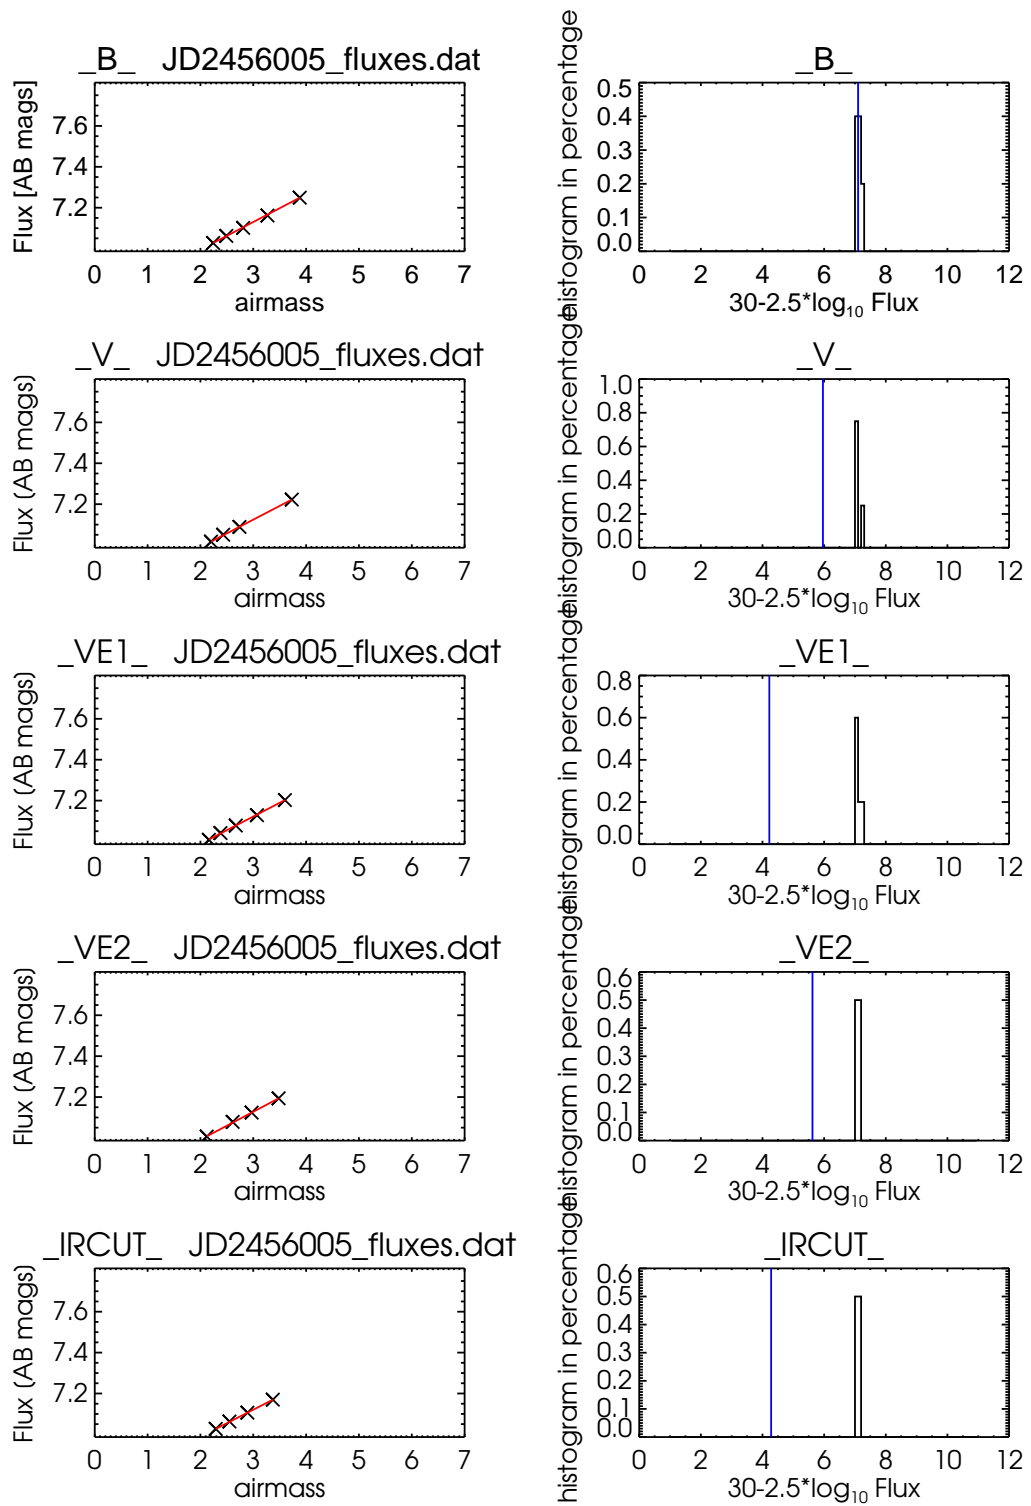 _B_ JD2456005_fluxes.dat
Flux [AB mags]
7.6
7.4
7.2
0 1 2 3 4 5 6 7
airmass
_B_
histogram in percentage
0.5
0.4
0.3
0.2
0.1
0.0
0 2 4 6 8 10 12
30-2.5*log10 Flux
_V_ JD2456005_fluxes.dat
Flux (AB mags)
7.6
7.4
7.2
0 1 2 3 4 5 6 7
airmass
_V_
histogram in percentage
1.0
0.8
0.6
0.4
0.2
0.0
0 2 4 6 8 10 12
30-2.5*log10 Flux
_VE1_ JD2456005_fluxes.dat
Flux (AB mags)
7.6
7.4
7.2
0 1 2 3 4 5 6 7
airmass
_VE1_
histogram in percentage
0.8
0.6
0.4
0.2
0.0
0 2 4 6 8 10 12
30-2.5*log10 Flux
_VE2_ JD2456005_fluxes.dat
Flux (AB mags)
7.6
7.4
7.2
0 1 2 3 4 5 6 7
airmass
_VE2_
histogram in percentage
0.6
0.5
0.4
0.3
0.2
0.1
0.0
0 2 4 6 8 10 12
30-2.5*log10 Flux
_IRCUT_ JD2456005_fluxes.dat
Flux (AB mags)
7.6
7.4
7.2
0 1 2 3 4 5 6 7
airmass
_IRCUT_
histogram in percentage
0.6
0.5
0.4
0.3
0.2
0.1
0.0
0 2 4 6 8 10 12
30-2.5*log10 Flux